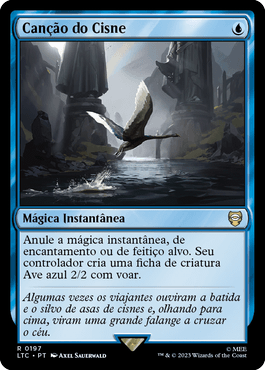 Canção do Cisne
Mágica Instantânea
Anule a mágica instantânea, de
encantamento ou de feitiço alvo. Seu
controlador cria uma ficha de criatura
Ave azul 2/2 com voar.
Algumas vezes os viajantes ouviram a batida
e o silvo de asas de cisnes e, olhando para
cima, viram uma grande falange a cruzar
o céu.
R 0197
LTC • PT Axel Sauerwald
© MEE
™ & © 2023 Wizards of the Coast